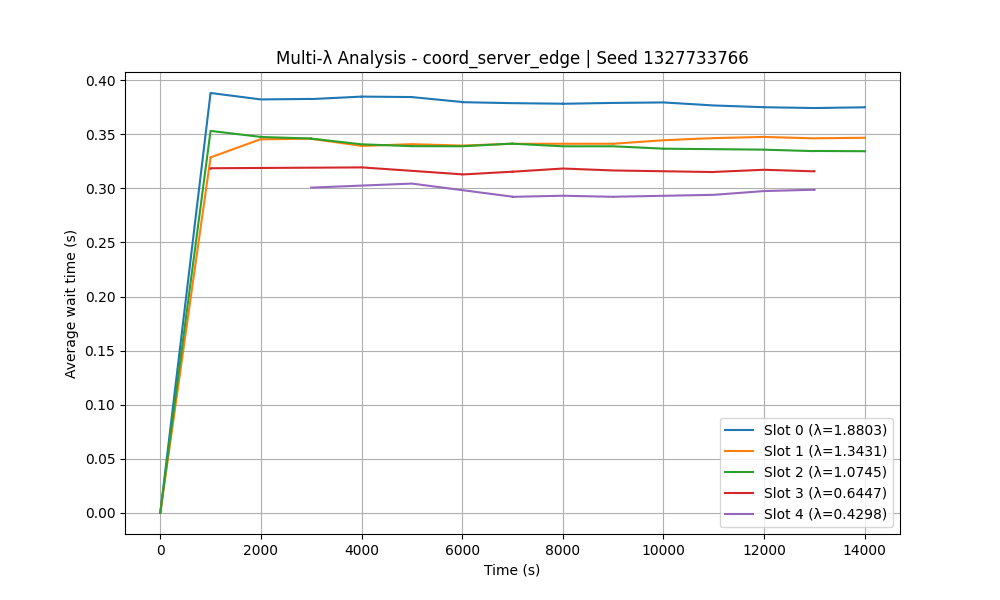 Multi-λ Analysis - coord_server_edge | Seed 1327733766
Average wait time (s)
0.40
0.35
0.30
0.25
0.20
0.15
0.10
0.05
0.00
Slot 0 (λ=1.8803)
Slot 1 (λ=1.3431)
Slot 2 (λ=1.0745)
Slot 3 (λ=0.6447)
Slot 4 (λ=0.4298)
0 2000 4000 6000 8000 10000 12000 14000
Time (s)